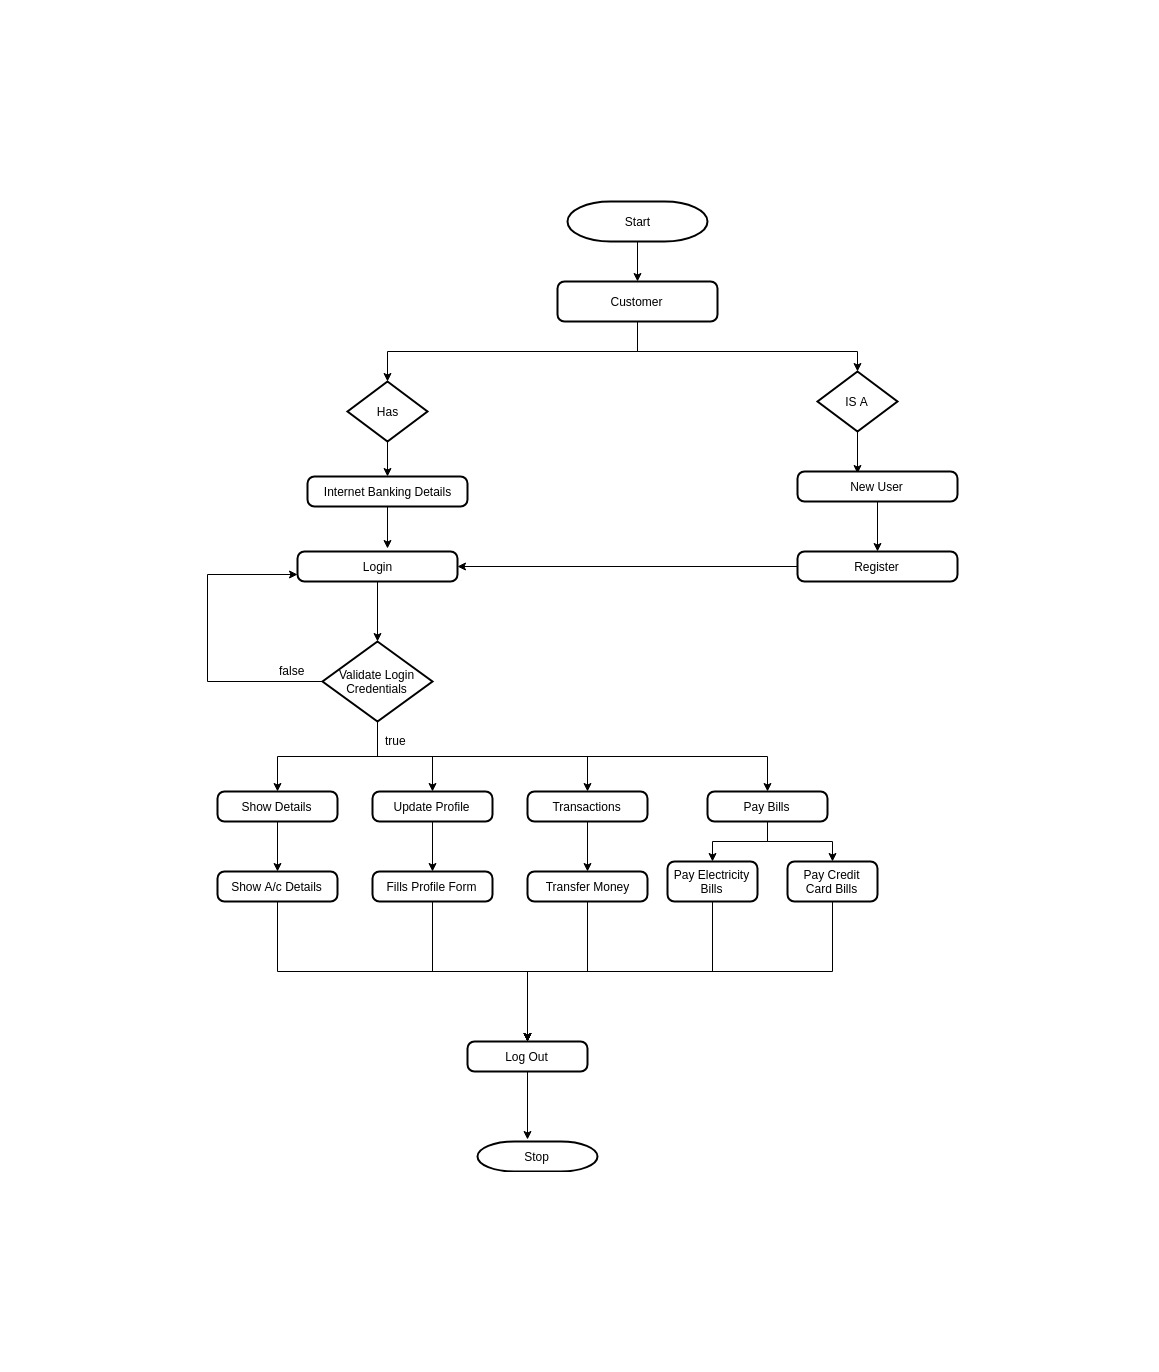 Start
Customer
Has
IS A
Internet Banking Details
New User
Login
Register
false
Validate Login
Credentials
true
Show Details
Update Profile
Transactions
Pay Bills
Show A/c Details
Fills Profile Form
Transfer Money
Pay Electricity
Bills
Pay Credit
Card Bills
Log Out
Stop